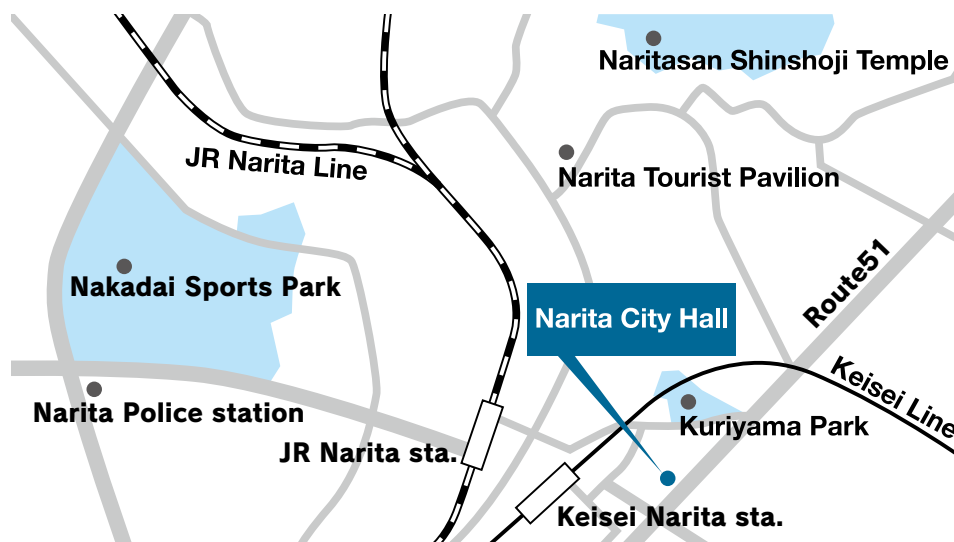 Naritasan Shinshoji Temple
JR Narita Line
Narita Tourist Pavilion
Nakadai Sports Park
Route51
Narita City Hall
Keisei Line
Narita Police station
Kuriyama Park
JR Narita sta.
Keisei Narita sta.